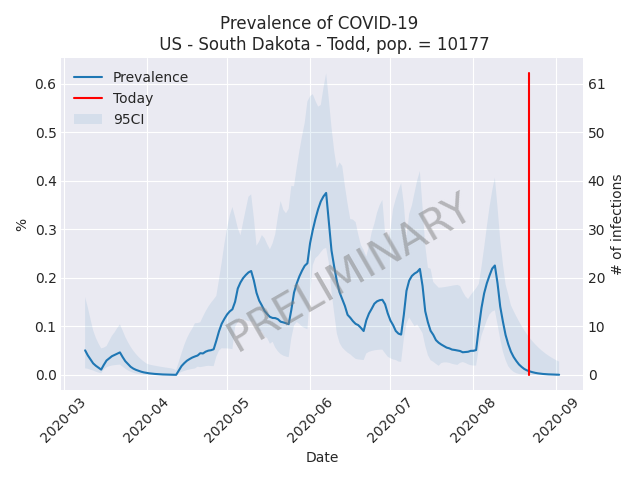 Prevalence of COVID-19
US - South Dakota - Todd, pop. = 10177
Prevalence
Today
95CI
PRELIMINARY
%
0.6
0.5
0.4
0.3
0.2
0.1
0.0
61
50
40
30
20
10
0
# of infections
2020-03
2020-04
2020-05
2020-06
2020-07
2020-08
2020-09
Date